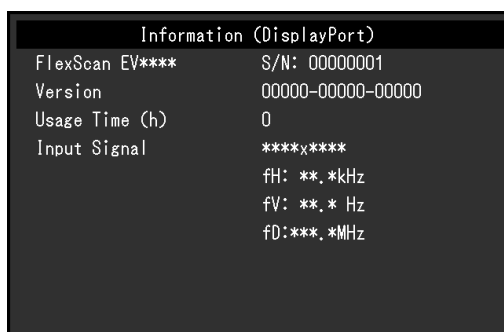 Information (DisplayPort)
FlexScan EV**** S/N: 00000001
Version 00000-00000-00000
Usage Time (h) 0
Input Signal ****x****
fH: **.*kHz
fV: **.* Hz
fD:***.*MHz